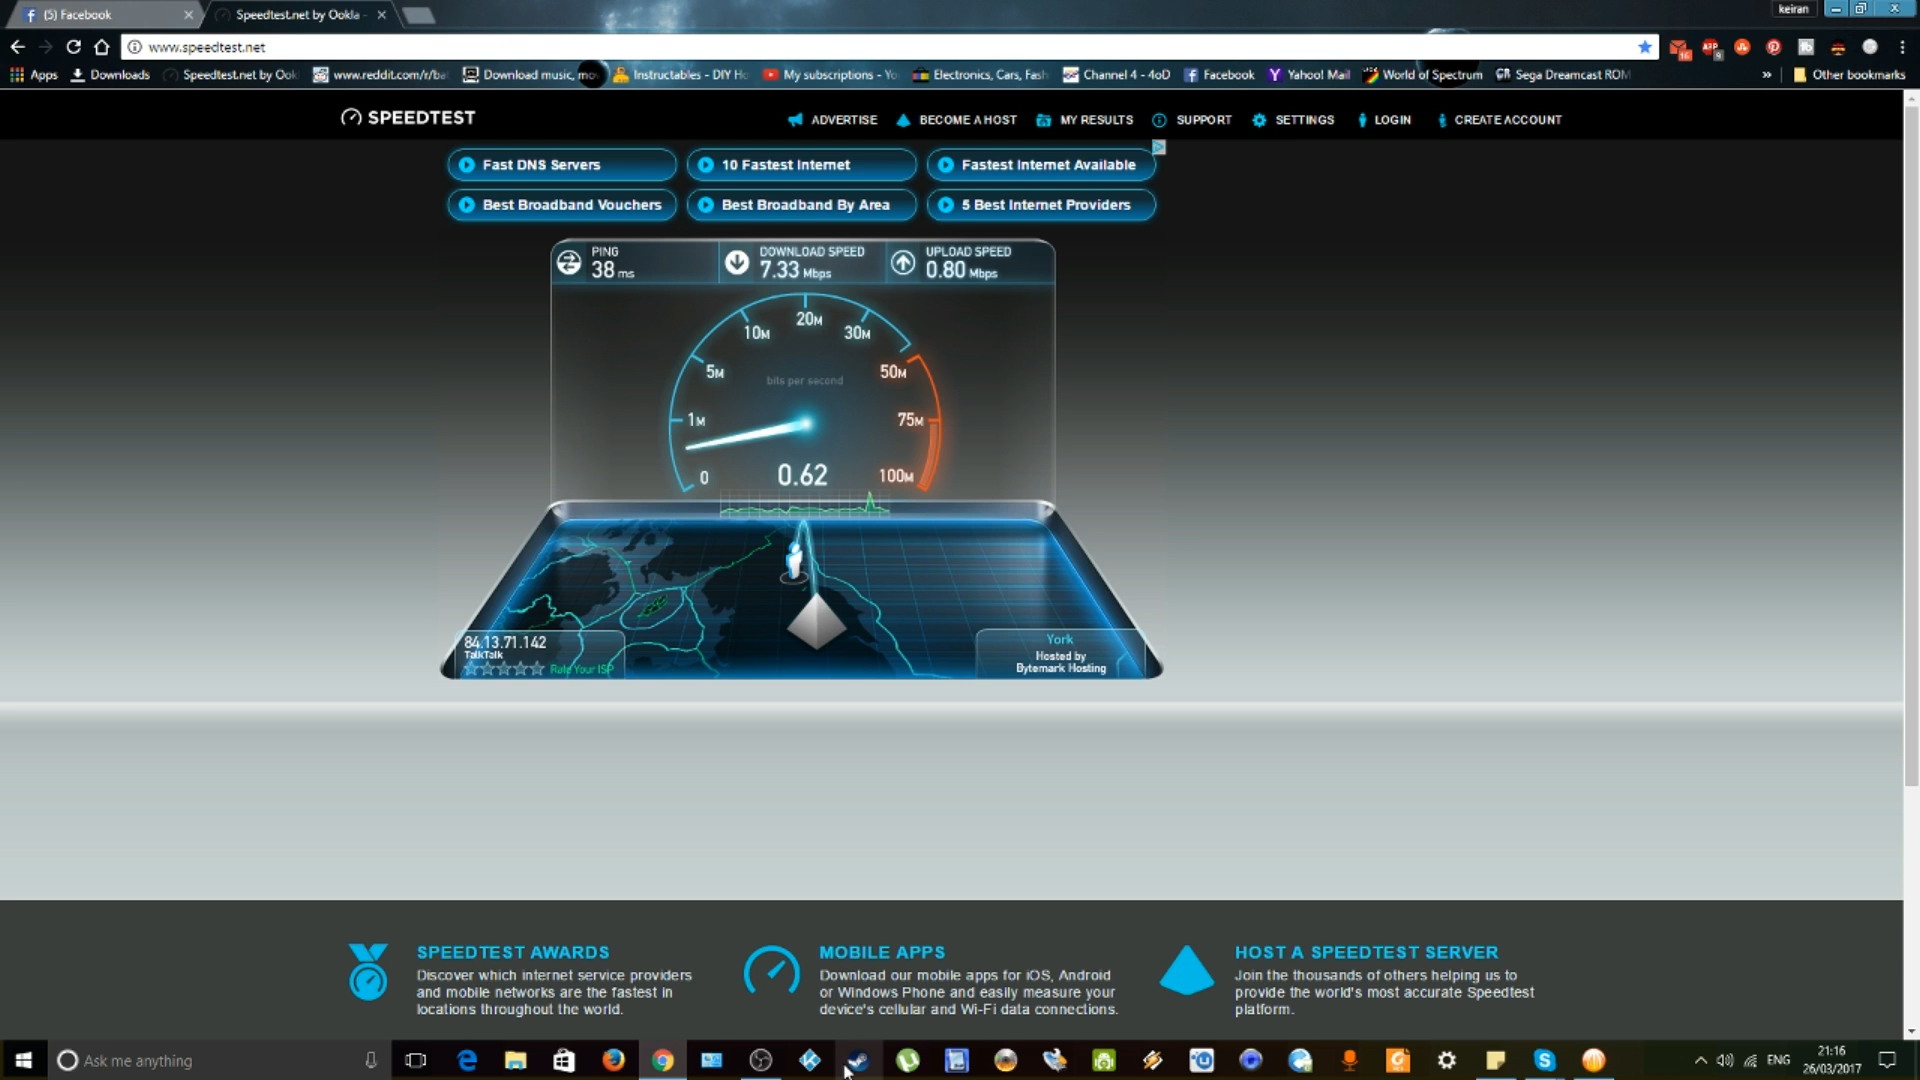 (5) Facebook
Speedtest.net by Ookla -
keiran
www.speedtest.net
Apps
Downloads
Speedtest.net by Ook
www.reddit.com/r/ba
Download music, mo
Instructables - DIY Ho
My subscriptions - Yo
Electronics, Cars, Fash
Channel 4 - 4oD
Facebook
Yahoo! Mail
World of Spectrum
Sega Dreamcast ROM
»
Other bookmarks
SPEEDTEST
ADVERTISE
BECOME A HOST
MY RESULTS
SUPPORT
SETTINGS
LOGIN
CREATE ACCOUNT
Fast DNS Servers
10 Fastest Internet
Fastest Internet Available
Best Broadband Vouchers
Best Broadband By Area
5 Best Internet Providers
PING
38 ms
DOWNLOAD SPEED
7.33 Mbps
UPLOAD SPEED
0.80 Mbps
20M
10M
30M
5M
50M
bits per second
1M
75M
0
0.62
100M
84.13.71.142
TalkTalk
Rate Your ISP
York
Hosted by
Bytemark Hosting
SPEEDTEST AWARDS
Discover which internet service providers
and mobile networks are the fastest in
locations throughout the world.
MOBILE APPS
Download our mobile apps for iOS, Android
or Windows Phone and easily measure your
device's cellular and Wi-Fi data connections.
HOST A SPEEDTEST SERVER
Join the thousands of others helping us to
provide the world's most accurate Speedtest
platform.
Ask me anything
ENG
21:16
26/03/2017